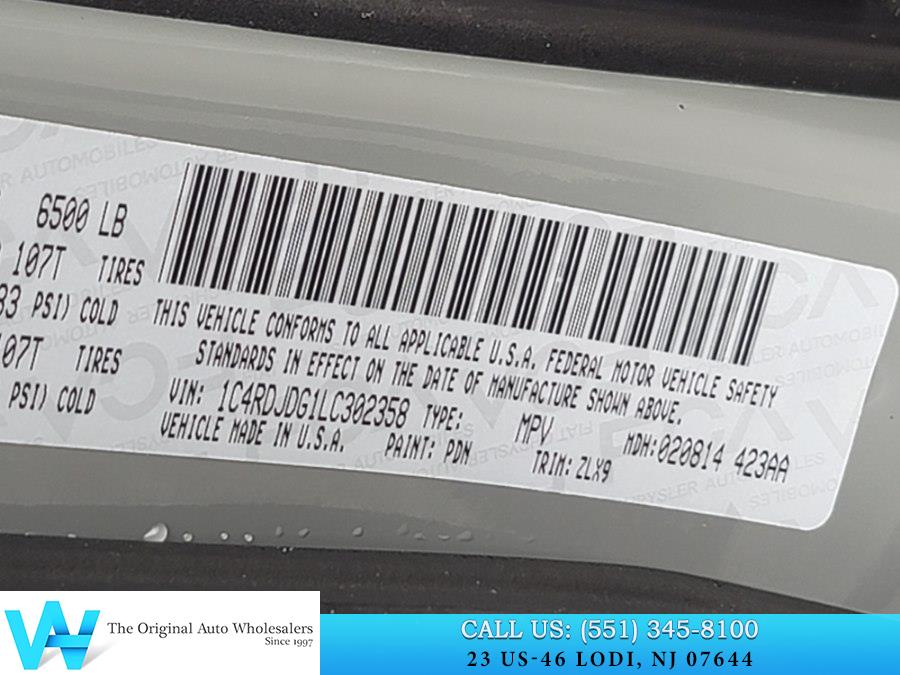 6500 LB
107T TIRES
PSI) COLD
107T TIRES
PSI) COLD
THIS VEHICLE CONFORMS TO ALL APPLICABLE U.S.A. FEDERAL MOTOR VEHICLE SAFETY
STANDARDS IN EFFECT ON THE DATE OF MANUFACTURE SHOWN ABOVE.
VIN: 1C4RDJDG1LC302358 TYPE: MPV MDH:020814 423AA
VEHICLE MADE IN U.S.A. PAINT: PDN TRIM: ZLX9
The Original Auto Wholesalers
Since 1997
CALL US: (551) 345-8100
23 US-46 LODI, NJ 07644